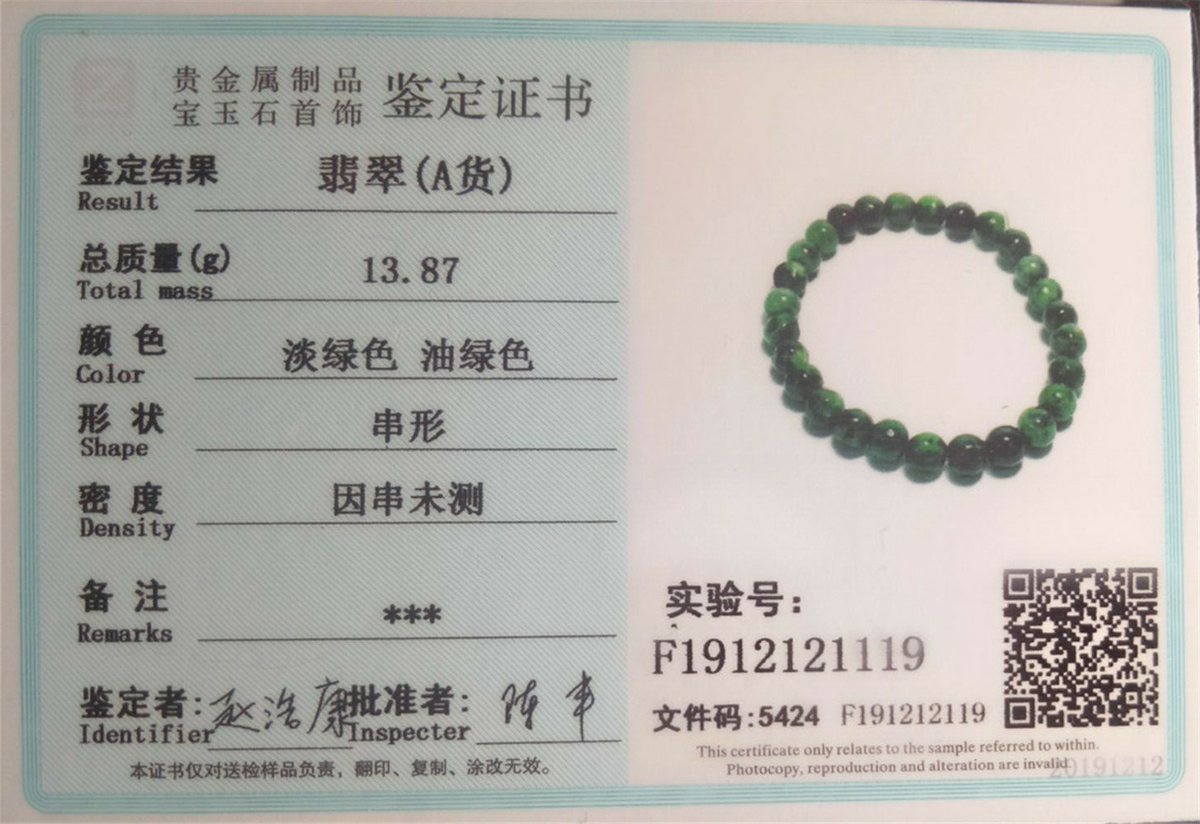 贵金属制品
宝玉石首饰
鉴定证书
鉴定结果 翡翠(A货)
Result
总质量(g) 13.87
Total mass
颜色 淡绿色 油绿色
Color
形状 串形
Shape
密度 因串未测
Density
备注 ***
Remarks
鉴定者: 赵浩康 批准者: 陈丰
Identifier Inspecter
本证书仅对送检样品负责，翻印、复制、涂改无效。
实验号：
F1912121119
文件码:5424 F191212119
This certificate only relates to the sample referred to within.
Photocopy, reproduction and alteration are invalid
20191212